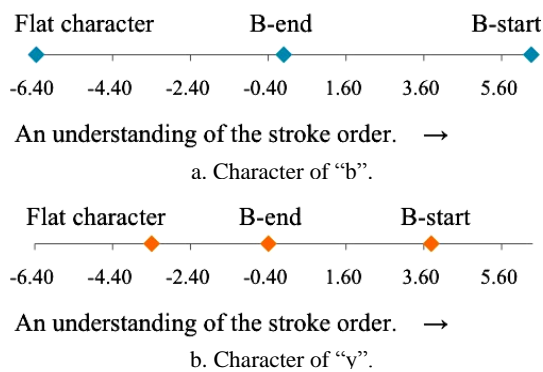 Flat character B-end B-start
-6.40 -4.40 -2.40 -0.40 1.60 3.60 5.60
An understanding of the stroke order. →
a. Character of “b”.
Flat character B-end B-start
-6.40 -4.40 -2.40 -0.40 1.60 3.60 5.60
An understanding of the stroke order. →
b. Character of “y”.